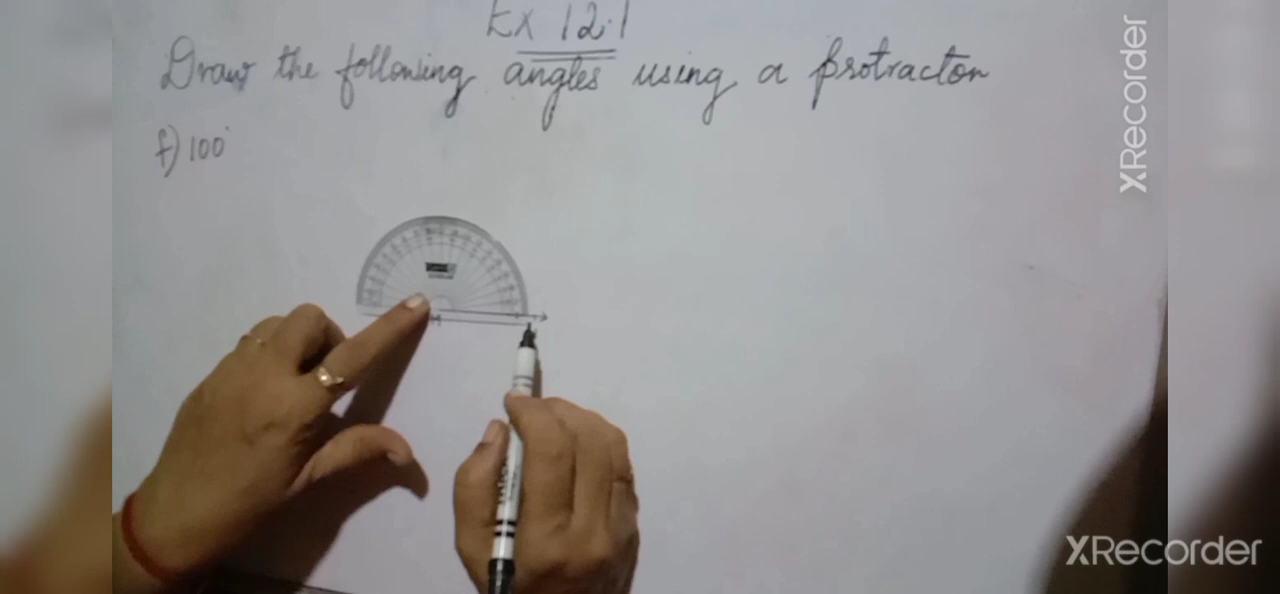 Ex 12.1
Draw the following angles using a protractor
f) 100°
XRecorder
XRecorder